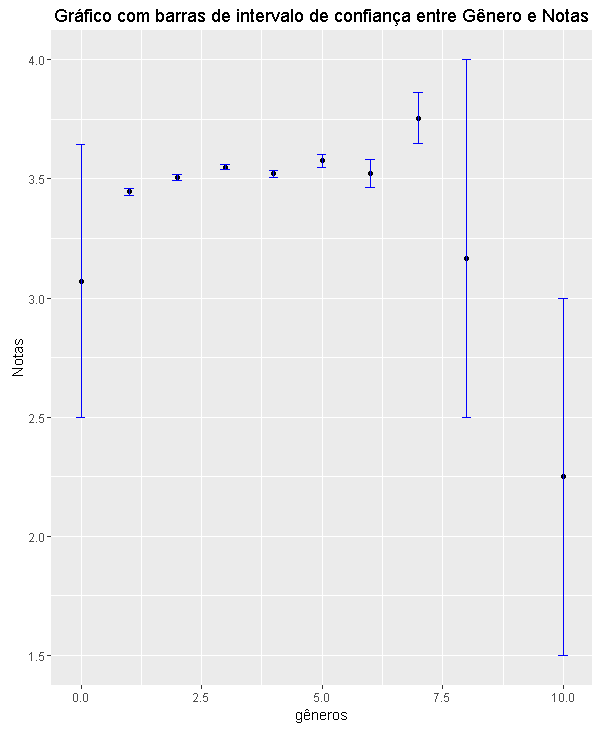 Gráfico com barras de intervalo de confiança entre Gênero e Notas
4.0
3.5
3.0
2.5
2.0
1.5
Notas
0.0 2.5 5.0 7.5 10.0
gêneros